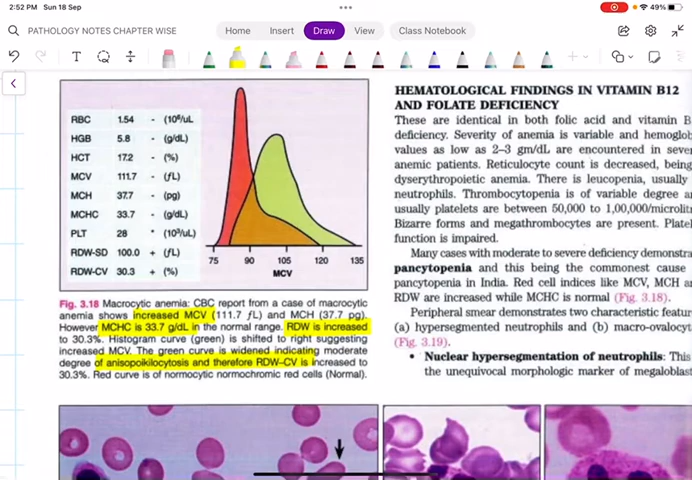 2:52 PM Sun 18 Sep
49%
PATHOLOGY NOTES CHAPTER WISE
Home Insert Draw View Class Notebook
RBC 1.54 - (10⁶/uL
HGB 5.8 - (g/dL)
HCT 17.2 - (%)
MCV 111.7 - (fL)
MCH 37.7 - (pg)
MCHC 33.7 - (g/dL)
PLT 28 * (10³/uL)
RDW-SD 100.0 + (fL)
RDW-CV 30.3 + (%)
75 90 105 120 135
MCV
Fig. 3.18 Macrocytic anemia: CBC report from a case of macrocytic
anemia shows increased MCV (111.7 fL) and MCH (37.7 pg).
However MCHC is 33.7 g/dL in the normal range. RDW is increased
to 30.3%. Histogram curve (green) is shifted to right suggesting
increased MCV. The green curve is widened indicating moderate
degree of anisopoikilocytosis and therefore RDW-CV is increased to
30.3%. Red curve is of normocytic normochromic red cells (Normal).
HEMATOLOGICAL FINDINGS IN VITAMIN B12
AND FOLATE DEFICIENCY
These are identical in both folic acid and vitamin B
deficiency. Severity of anemia is variable and hemoglob
values as low as 2–3 gm/dL are encountered in seve
anemic patients. Reticulocyte count is decreased, being
dyserythropoietic anemia. There is leucopenia, usually
neutrophils. Thrombocytopenia is of variable degree a
usually platelets are between 50,000 to 1,00,000/microlit
Bizarre forms and megathrombocytes are present. Plate
function is impaired.
Many cases with moderate to severe deficiency demonstra
pancytopenia and this being the commonest cause
pancytopenia in India. Red cell indices like MCV, MCH a
RDW are increased while MCHC is normal (Fig. 3.18).
Peripheral smear demonstrates two characteristic featur
(a) hypersegmented neutrophils and (b) macro-ovalocyt
(Fig. 3.19).
• Nuclear hypersegmentation of neutrophils: This
the unequivocal morphologic marker of megaloblast